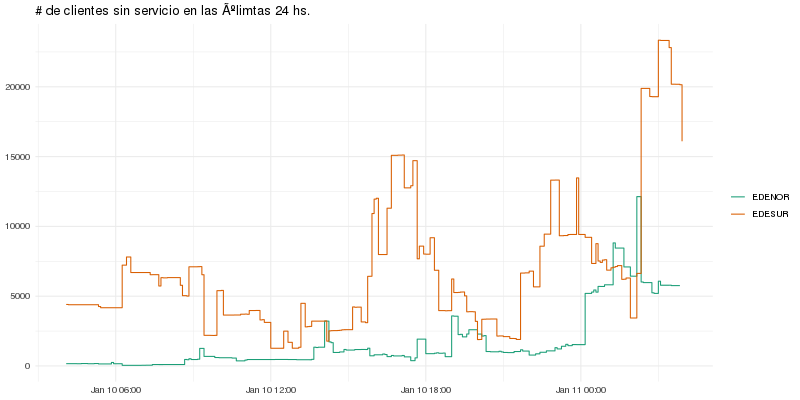 # de clientes sin servicio en las Ãºlimtas 24 hs.
20000
15000
10000
5000
0
Jan 10 06:00 Jan 10 12:00 Jan 10 18:00 Jan 11 00:00
EDENOR
EDESUR